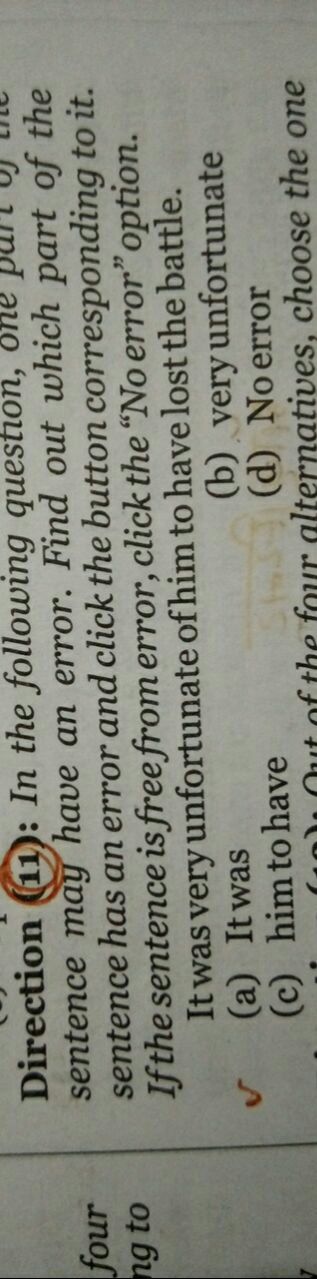 Direction (11): In the following question, one part of the
sentence may have an error. Find out which part of the
sentence has an error and click the button corresponding to it.
If the sentence is free from error, click the “No error” option.
It was very unfortunate of him to have lost the battle.
(a) It was
(b) very unfortunate
(c) him to have
(d) No error
Out of the four alternatives, choose the one
four
ng to